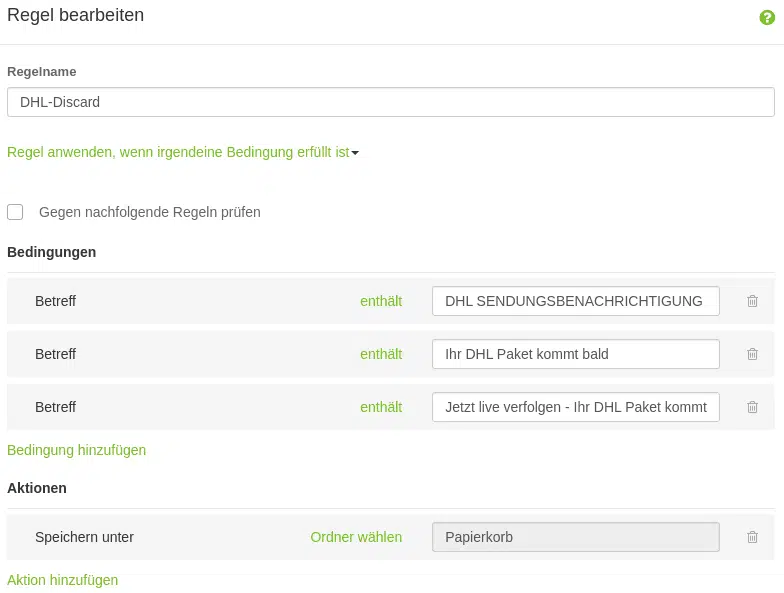 Regel bearbeiten
?
Regelname
DHL-Discard
Regel anwenden, wenn irgendeine Bedingung erfüllt ist
Gegen nachfolgende Regeln prüfen
Bedingungen
Betreff enthält DHL SENDUNGSBENACHRICHTIGUNG
Betreff enthält Ihr DHL Paket kommt bald
Betreff enthält Jetzt live verfolgen - Ihr DHL Paket kommt
Bedingung hinzufügen
Aktionen
Speichern unter Ordner wählen Papierkorb
Aktion hinzufügen